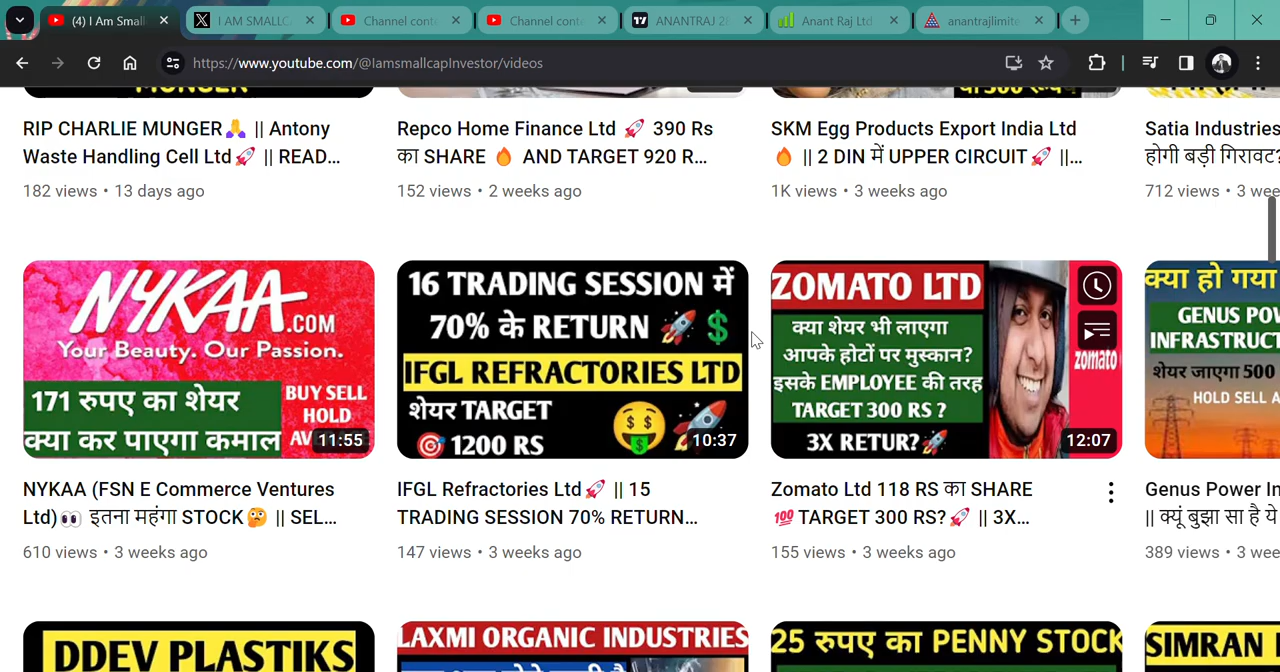 (4) I Am Small
I AM SMALLC
Channel cont
Channel cont
ANANTRAJ 2
Anant Raj Ltd
anantrajlimite
https://www.youtube.com/@IamsmallcapInvestor/videos
MUNGER
RIP CHARLIE MUNGER🙏 || Antony
Waste Handling Cell Ltd🚀 || READ...
182 views • 13 days ago
Repco Home Finance Ltd 🚀 390 Rs
का SHARE 🔥 AND TARGET 920 R...
152 views • 2 weeks ago
SKM Egg Products Export India Ltd
🔥 || 2 DIN में UPPER CIRCUIT🚀 ||...
1K views • 3 weeks ago
Satia Industries
होगी बड़ी गिरावट?
712 views • 3 wee
NYKAA.COM
Your Beauty. Our Passion.
171 रुपए का शेयर
क्या कर पाएगा कमाल
BUY SELL
HOLD
11:55
NYKAA (FSN E Commerce Ventures
Ltd)👀 इतना महंगा STOCK🤔 || SEL...
610 views • 3 weeks ago
16 TRADING SESSION में
70% के RETURN 🚀 $
IFGL REFRACTORIES LTD
शेयर TARGET
🎯 1200 RS
10:37
IFGL Refractories Ltd🚀 || 15
TRADING SESSION 70% RETURN...
147 views • 3 weeks ago
ZOMATO LTD
क्या शेयर भी लाएगा
आपके होटों पर मुस्कान?
इसके EMPLOYEE की तरह
TARGET 300 RS ?
3X RETUR?🚀
zomato
12:07
Zomato Ltd 118 RS का SHARE
💯 TARGET 300 RS?🚀 || 3X...
155 views • 3 weeks ago
क्या हो गया
GENUS POW
INFRASTRUCT
शेयर जाएगा 500
HOLD SELL A
Genus Power In
|| क्यूं बुझा सा है ये
389 views • 3 wee
DDEV PLASTIKS
LAXMI ORGANIC INDUSTRIES
25 रुपए का PENNY STOCK
SIMRAN